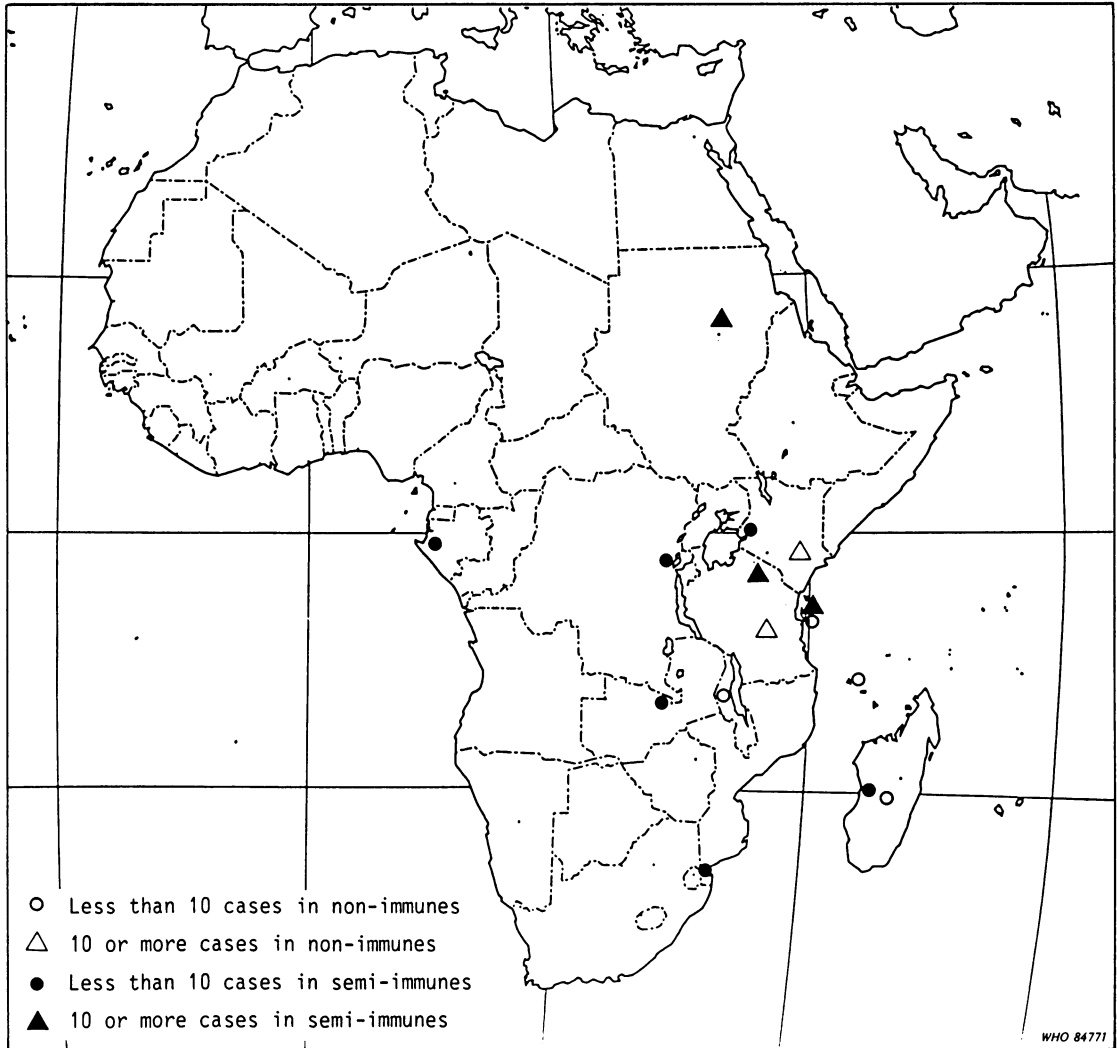 Less than 10 cases in non-immunes
10 or more cases in non-immunes
Less than 10 cases in semi-immunes
10 or more cases in semi-immunes
WHO 84771